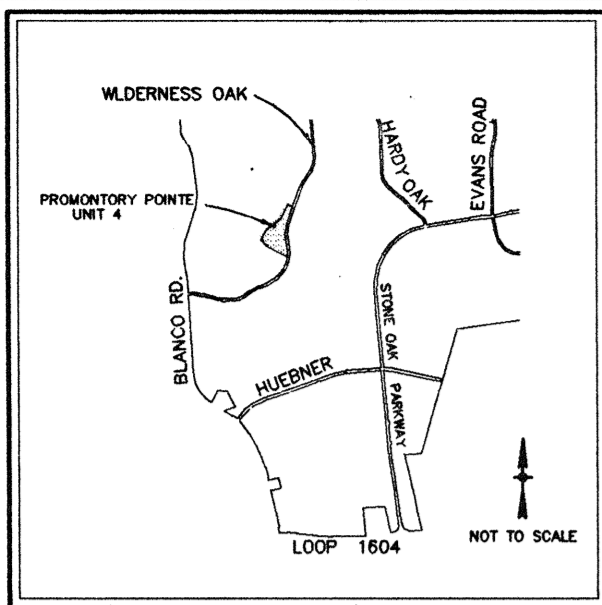 WLDERNESS OAK
HARDY OAK
EVANS ROAD
PROMONTORY POINTE
UNIT 4
BLANCO RD.
STONE OAK
PARKWAY
HUEBNER
LOOP 1604
NOT TO SCALE